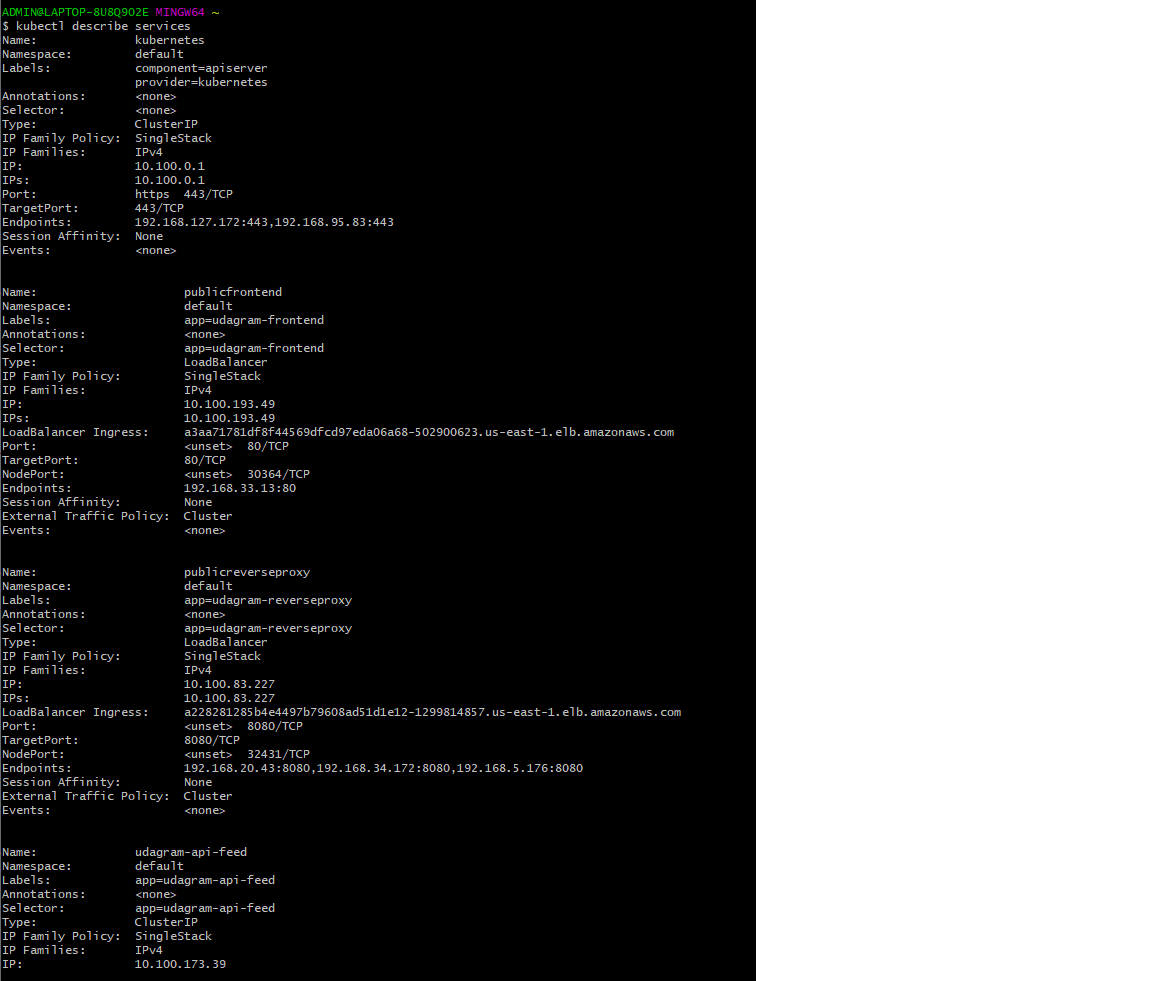 ADMIN@LAPTOP-8U8Q9O2E MINGW64 ~
$ kubectl describe services
Name:              kubernetes
Namespace:         default
Labels:            component=apiserver
                   provider=kubernetes
Annotations:       <none>
Selector:          <none>
Type:              ClusterIP
IP Family Policy:  SingleStack
IP Families:       IPv4
IP:                10.100.0.1
IPs:               10.100.0.1
Port:              https  443/TCP
TargetPort:        443/TCP
Endpoints:         192.168.127.172:443,192.168.95.83:443
Session Affinity:  None
Events:            <none>

Name:                     publicfrontend
Namespace:                default
Labels:                   app=udagram-frontend
Annotations:              <none>
Selector:                 app=udagram-frontend
Type:                     LoadBalancer
IP Family Policy:         SingleStack
IP Families:              IPv4
IP:                       10.100.193.49
IPs:                      10.100.193.49
LoadBalancer Ingress:     a3aa71781df8f44569dfcd97eda06a68-502900623.us-east-1.elb.amazonaws.com
Port:                     <unset>  80/TCP
TargetPort:               80/TCP
NodePort:                 <unset>  30364/TCP
Endpoints:                192.168.33.13:80
Session Affinity:         None
External Traffic Policy:  Cluster
Events:                   <none>

Name:                     publicreverseproxy
Namespace:                default
Labels:                   app=udagram-reverseproxy
Annotations:              <none>
Selector:                 app=udagram-reverseproxy
Type:                     LoadBalancer
IP Family Policy:         SingleStack
IP Families:              IPv4
IP:                       10.100.83.227
IPs:                      10.100.83.227
LoadBalancer Ingress:     a228281285b4e4497b79608ad51d1e12-1299814857.us-east-1.elb.amazonaws.com
Port:                     <unset>  8080/TCP
TargetPort:               8080/TCP
NodePort:                 <unset>  32431/TCP
Endpoints:                192.168.20.43:8080,192.168.34.172:8080,192.168.5.176:8080
Session Affinity:         None
External Traffic Policy:  Cluster
Events:                   <none>

Name:              udagram-api-feed
Namespace:         default
Labels:            app=udagram-api-feed
Annotations:       <none>
Selector:          app=udagram-api-feed
Type:              ClusterIP
IP Family Policy:  SingleStack
IP Families:       IPv4
IP:                10.100.173.39